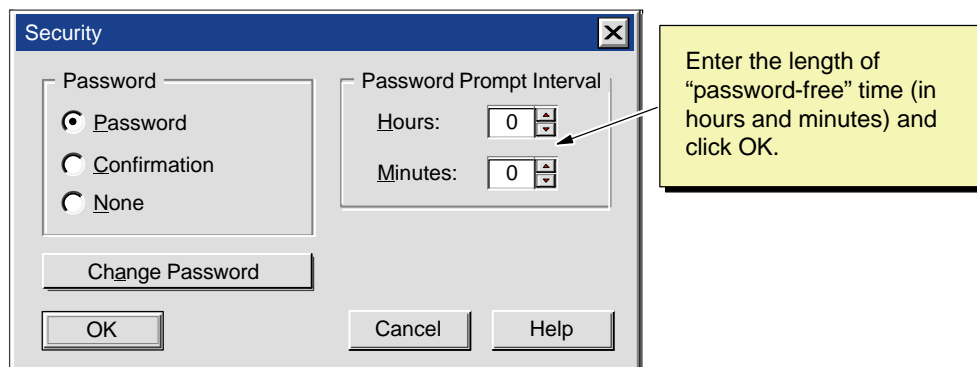 Security
Password
Password
Confirmation
None
Change Password
OK
Password Prompt Interval
Hours: 0
Minutes: 0
Cancel
Help
Enter the length of
“password-free” time (in
hours and minutes) and
click OK.